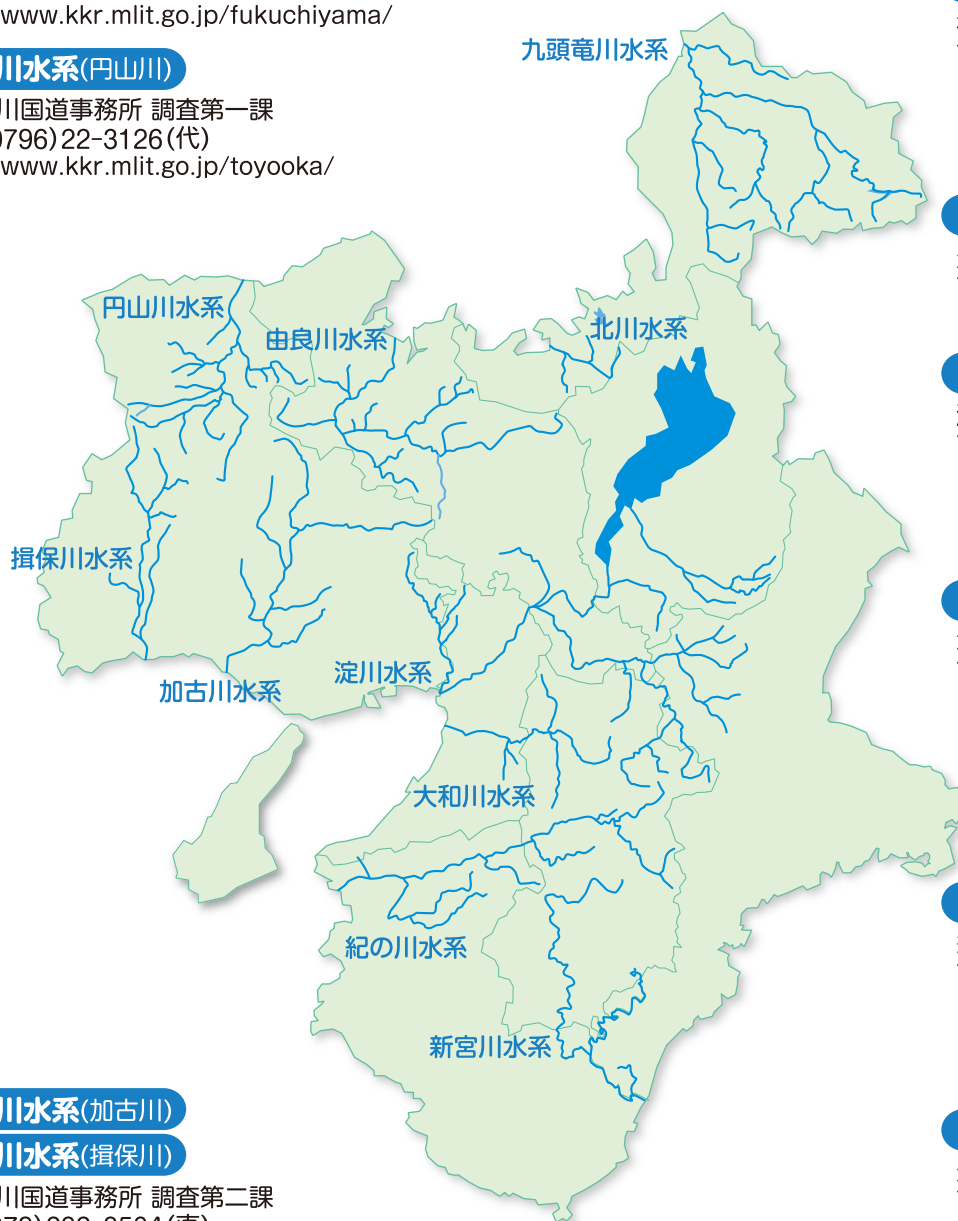 www.kkr.mlit.go.jp/fukuchiyama/
川水系(円山川)
川国道事務所 調査第一課
0796)22-3126(代)
www.kkr.mlit.go.jp/toyooka/
九頭竜川水系
円山川水系
由良川水系
北川水系
揖保川水系
淀川水系
加古川水系
大和川水系
紀の川水系
新宮川水系
川水系(加古川)
川水系(揖保川)
川国道事務所 調査第二課